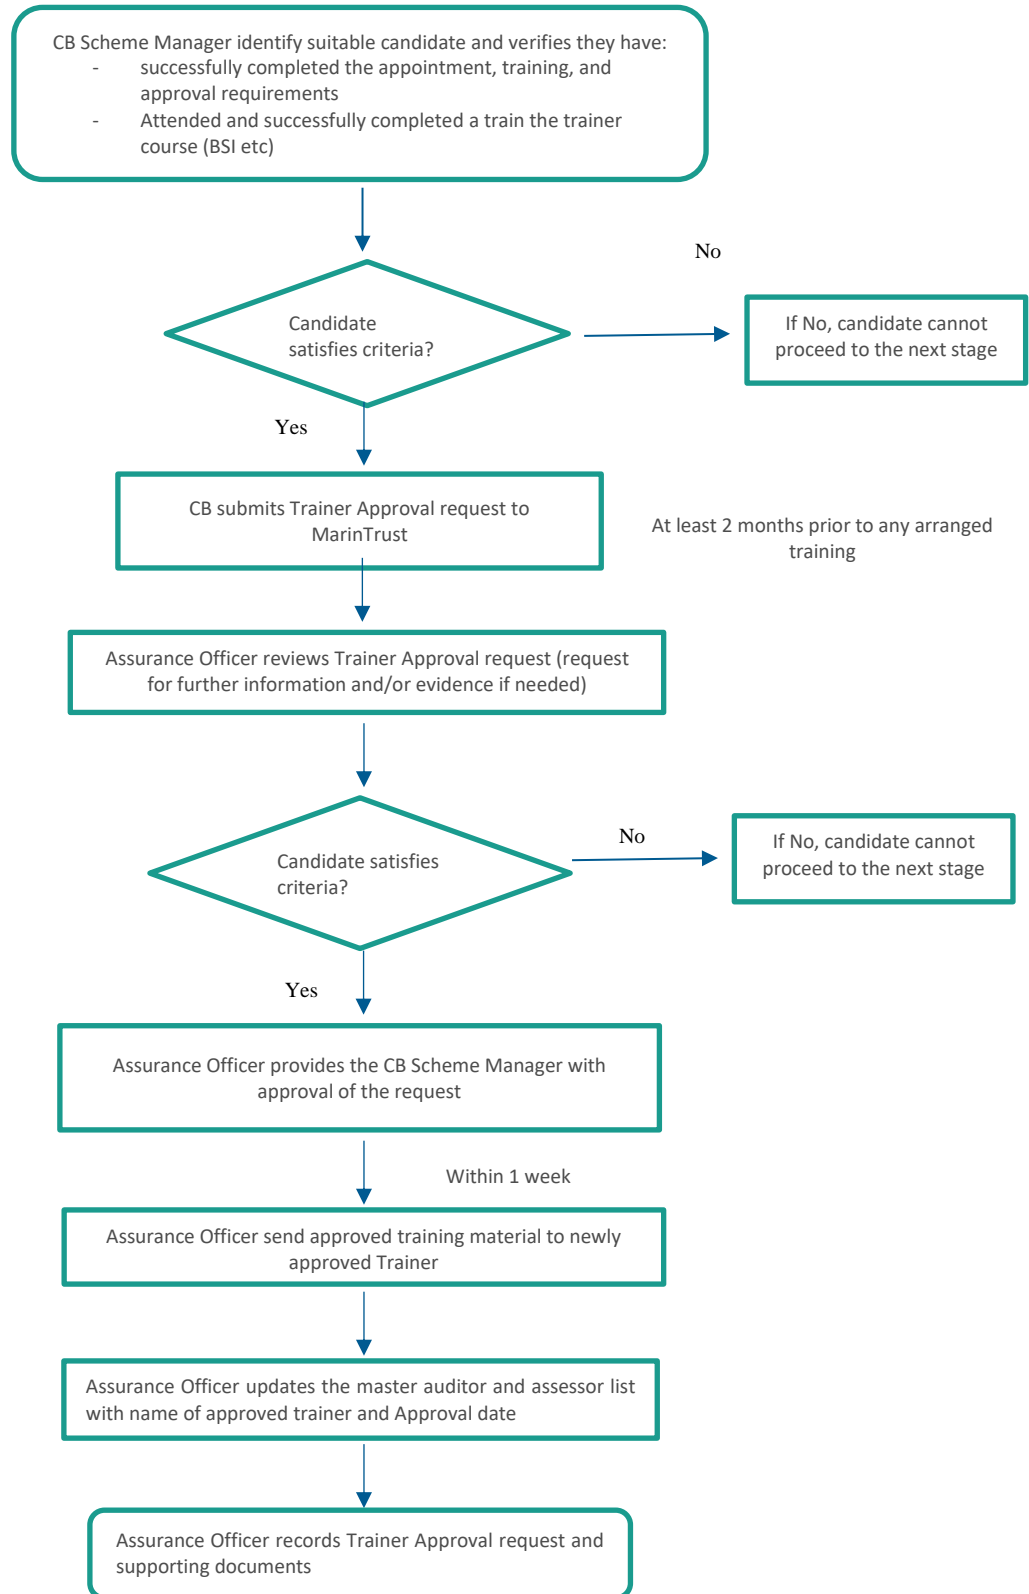 CB Scheme Manager identify suitable candidate and verifies they have:
- successfully completed the appointment, training, and
approval requirements
- Attended and successfully completed a train the trainer
course (BSI etc)
No
Candidate
satisfies criteria?
If No, candidate cannot
proceed to the next stage
Yes
CB submits Trainer Approval request to
MarinTrust
At least 2 months prior to any arranged
training
Assurance Officer reviews Trainer Approval request (request
for further information and/or evidence if needed)
No
Candidate satisfies
criteria?
If No, candidate cannot
proceed to the next stage
Yes
Assurance Officer provides the CB Scheme Manager with
approval of the request
Within 1 week
Assurance Officer send approved training material to newly
approved Trainer
Assurance Officer updates the master auditor and assessor list
with name of approved trainer and Approval date
Assurance Officer records Trainer Approval request and
supporting documents